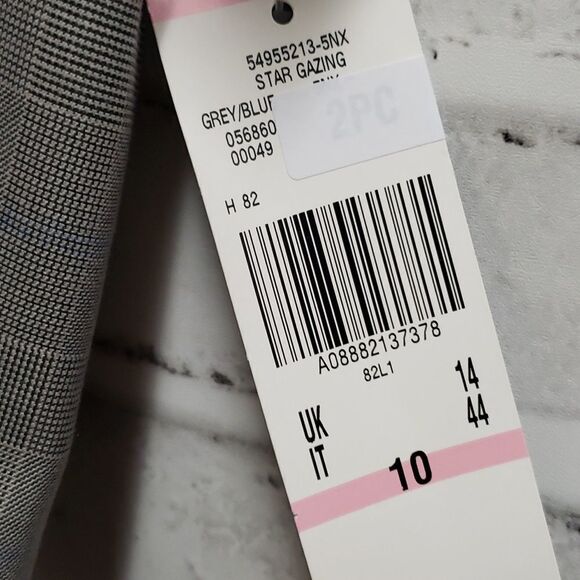 54955213-5NX
STAR GAZING
GREY/BLUE
056860
00049
2PC
H 82
A08882137378
82L1
UK 14
IT 44
10